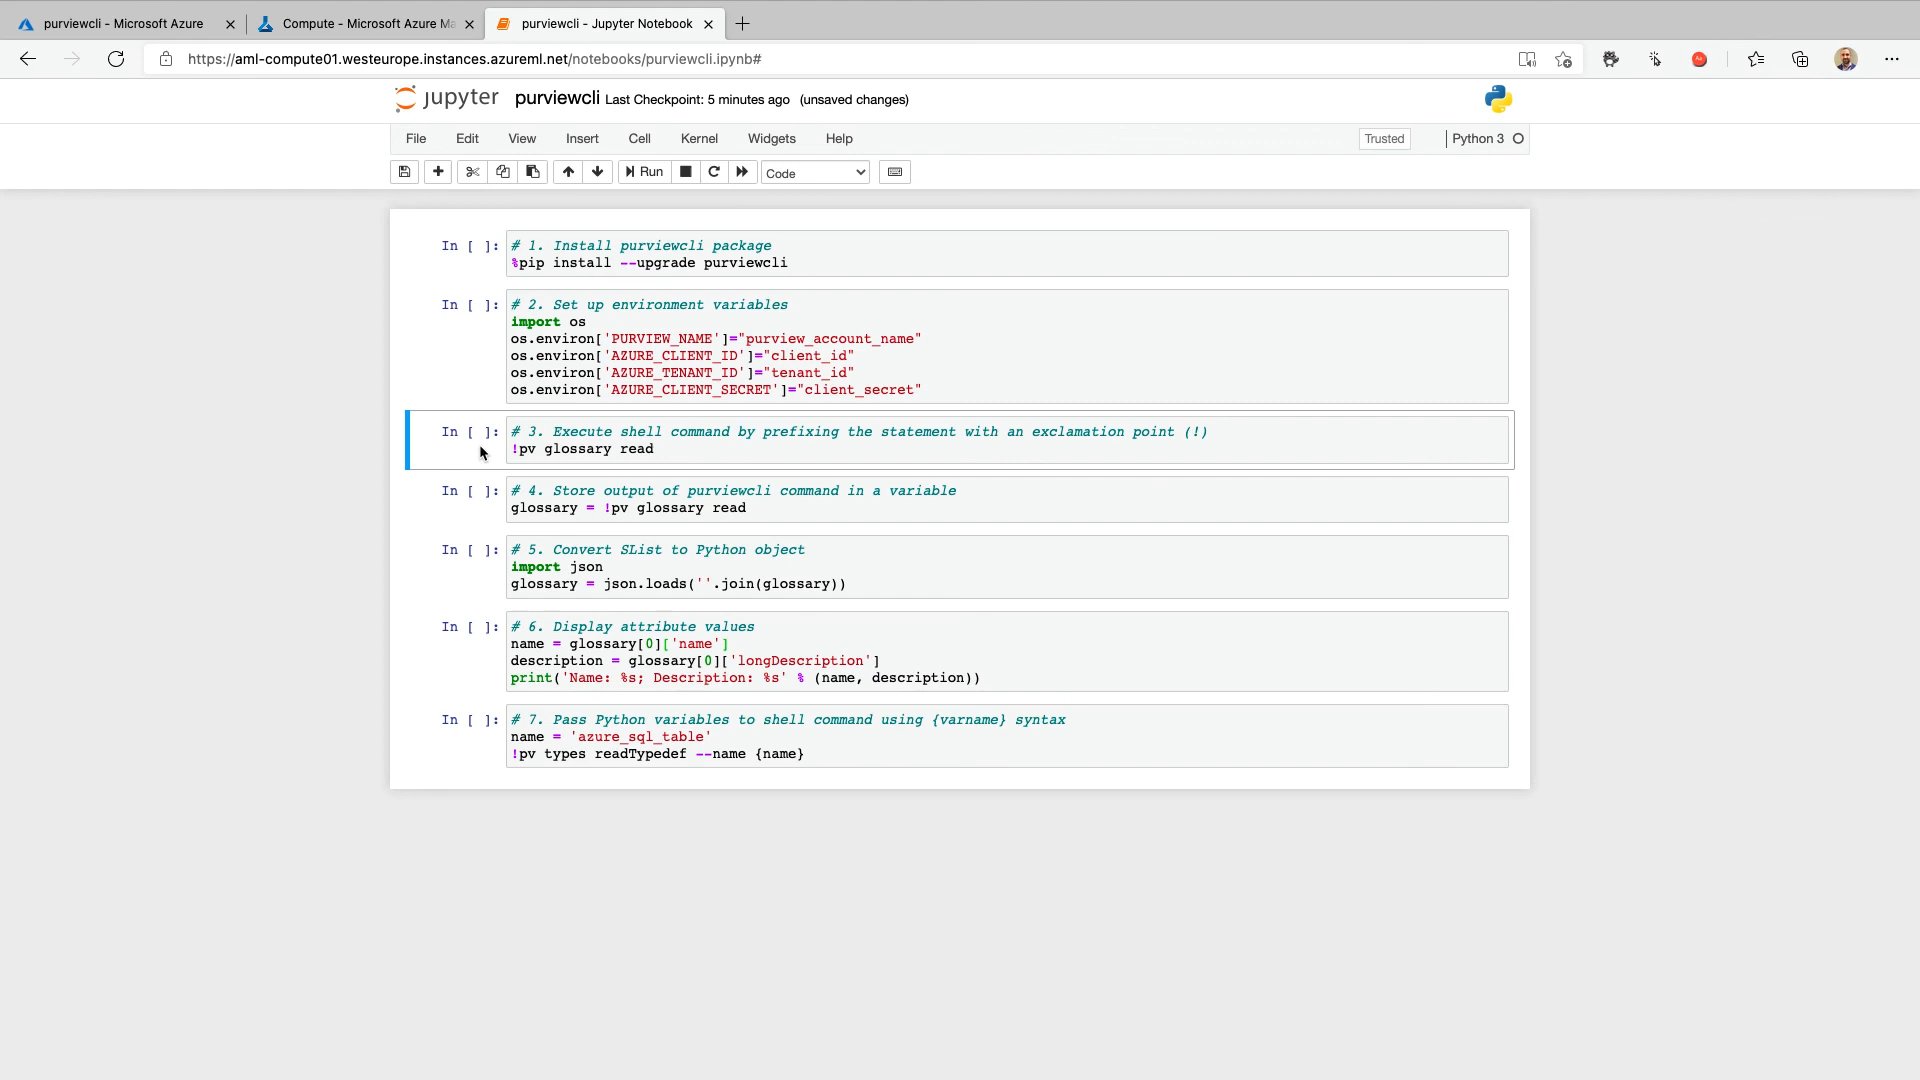 purviewcli - Microsoft Azure
Compute - Microsoft Azure Ma
purviewcli - Jupyter Notebook
https://aml-compute01.westeurope.instances.azureml.net/notebooks/purviewcli.ipynb#
jupyter purviewcli Last Checkpoint: 5 minutes ago (unsaved changes)
File Edit View Insert Cell Kernel Widgets Help Trusted Python 3
Run Code
In [ ]: # 1. Install purviewcli package
%pip install --upgrade purviewcli
In [ ]: # 2. Set up environment variables
import os
os.environ['PURVIEW_NAME']="purview_account_name"
os.environ['AZURE_CLIENT_ID']="client_id"
os.environ['AZURE_TENANT_ID']="tenant_id"
os.environ['AZURE_CLIENT_SECRET']="client_secret"
In [ ]: # 3. Execute shell command by prefixing the statement with an exclamation point (!)
!pv glossary read
In [ ]: # 4. Store output of purviewcli command in a variable
glossary = !pv glossary read
In [ ]: # 5. Convert SList to Python object
import json
glossary = json.loads(''.join(glossary))
In [ ]: # 6. Display attribute values
name = glossary[0]['name']
description = glossary[0]['longDescription']
print('Name: %s; Description: %s' % (name, description))
In [ ]: # 7. Pass Python variables to shell command using {varname} syntax
name = 'azure_sql_table'
!pv types readTypedef --name {name}